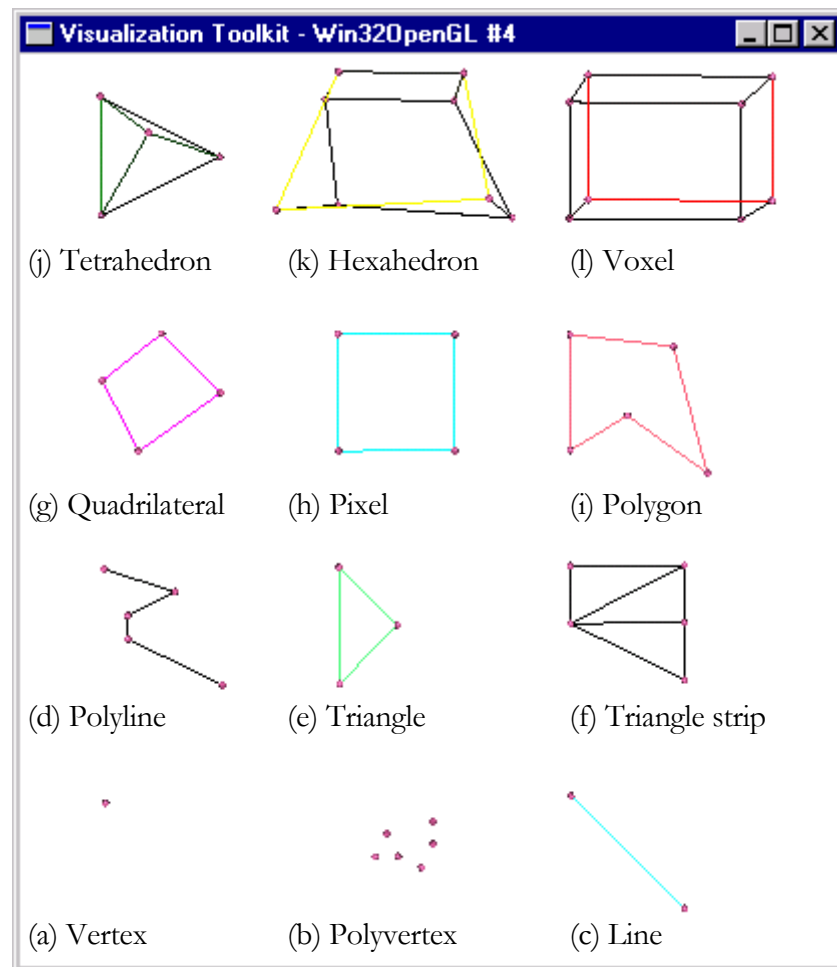 Visualization Toolkit - Win32OpenGL #4
(j) Tetrahedron (k) Hexahedron (l) Voxel
(g) Quadrilateral (h) Pixel (i) Polygon
(d) Polyline (e) Triangle (f) Triangle strip
(a) Vertex (b) Polyvertex (c) Line